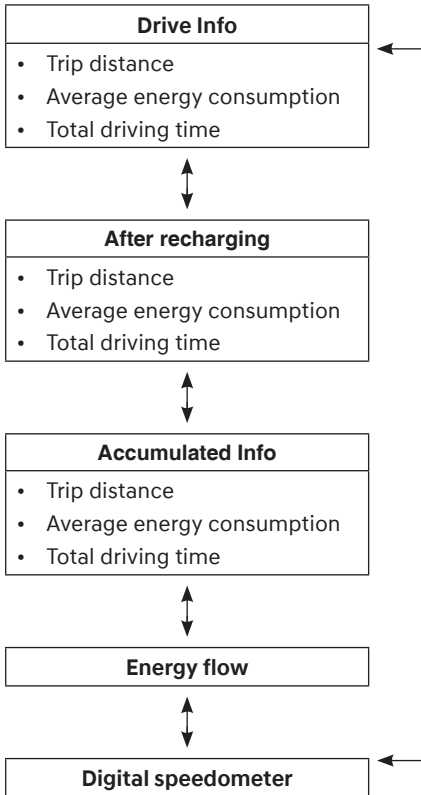 Drive Info
• Trip distance
• Average energy consumption
• Total driving time
After recharging
• Trip distance
• Average energy consumption
• Total driving time
Accumulated Info
• Trip distance
• Average energy consumption
• Total driving time
Energy flow
Digital speedometer